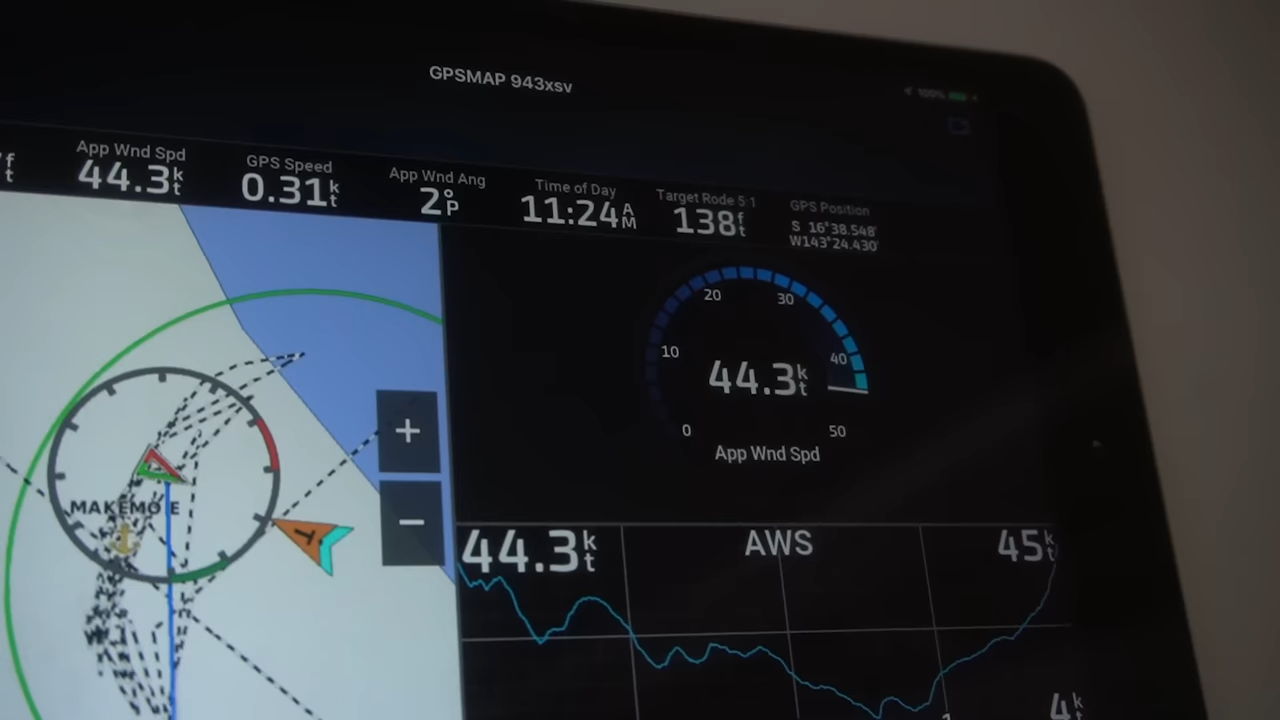 GPSMAP 943xsv
100%
App Wnd Spd
44.3kt
GPS Speed
0.31kt
App Wnd Ang
2°P
Time of Day
11:24AM
Target Rode 5:1
138ft
GPS Position
S 16°38.548'
W143°24.430'
20
30
10
40
44.3kt
0
50
App Wnd Spd
+
MAKEMO E
−
T
44.3kt
AWS
45kt
4kt